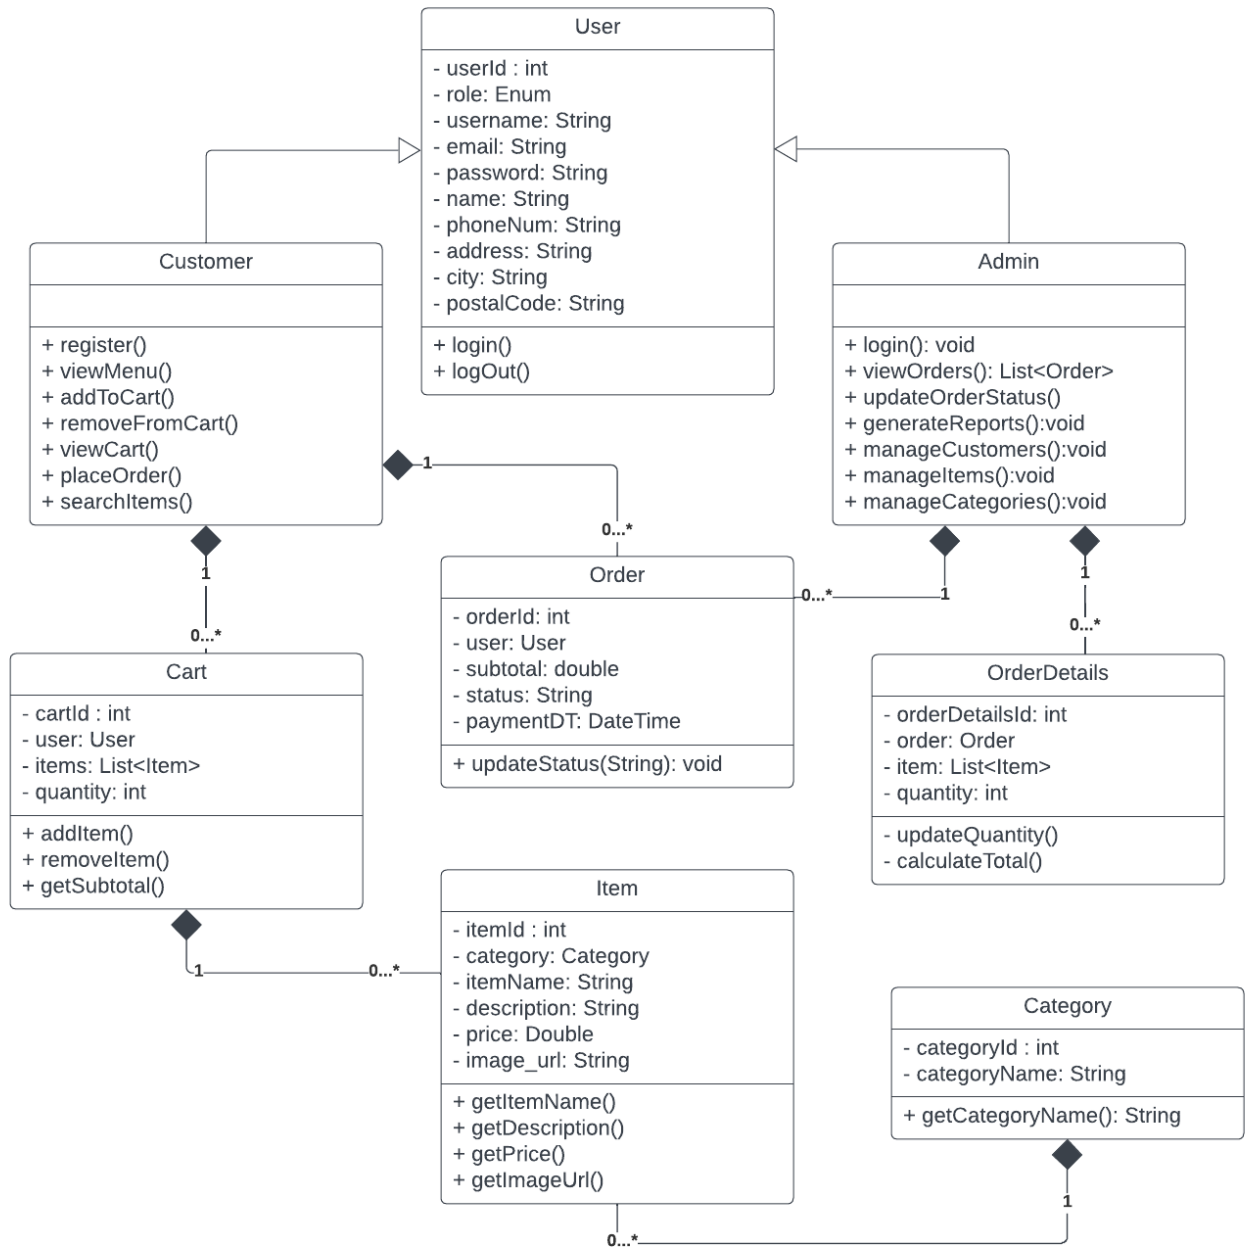 User
- userId : int
- role: Enum
- username: String
- email: String
- password: String
- name: String
- phoneNum: String
- address: String
- city: String
- postalCode: String
+ login()
+ logOut()
Customer
+ register()
+ viewMenu()
+ addToCart()
+ removeFromCart()
+ viewCart()
+ placeOrder()
+ searchItems()
Admin
+ login(): void
+ viewOrders(): List<Order>
+ updateOrderStatus()
+ generateReports():void
+ manageCustomers():void
+ manageItems():void
+ manageCategories():void
1
0...*
1
0...*
0...*
1
1
0...*
Order
- orderId: int
- user: User
- subtotal: double
- status: String
- paymentDT: DateTime
+ updateStatus(String): void
Cart
- cartId : int
- user: User
- items: List<Item>
- quantity: int
+ addItem()
+ removeItem()
+ getSubtotal()
OrderDetails
- orderDetailsId: int
- order: Order
- item: List<Item>
- quantity: int
- updateQuantity()
- calculateTotal()
1
0...*
Item
- itemId : int
- category: Category
- itemName: String
- description: String
- price: Double
- image_url: String
+ getItemName()
+ getDescription()
+ getPrice()
+ getImageUrl()
Category
- categoryId : int
- categoryName: String
+ getCategoryName(): String
1
0...*